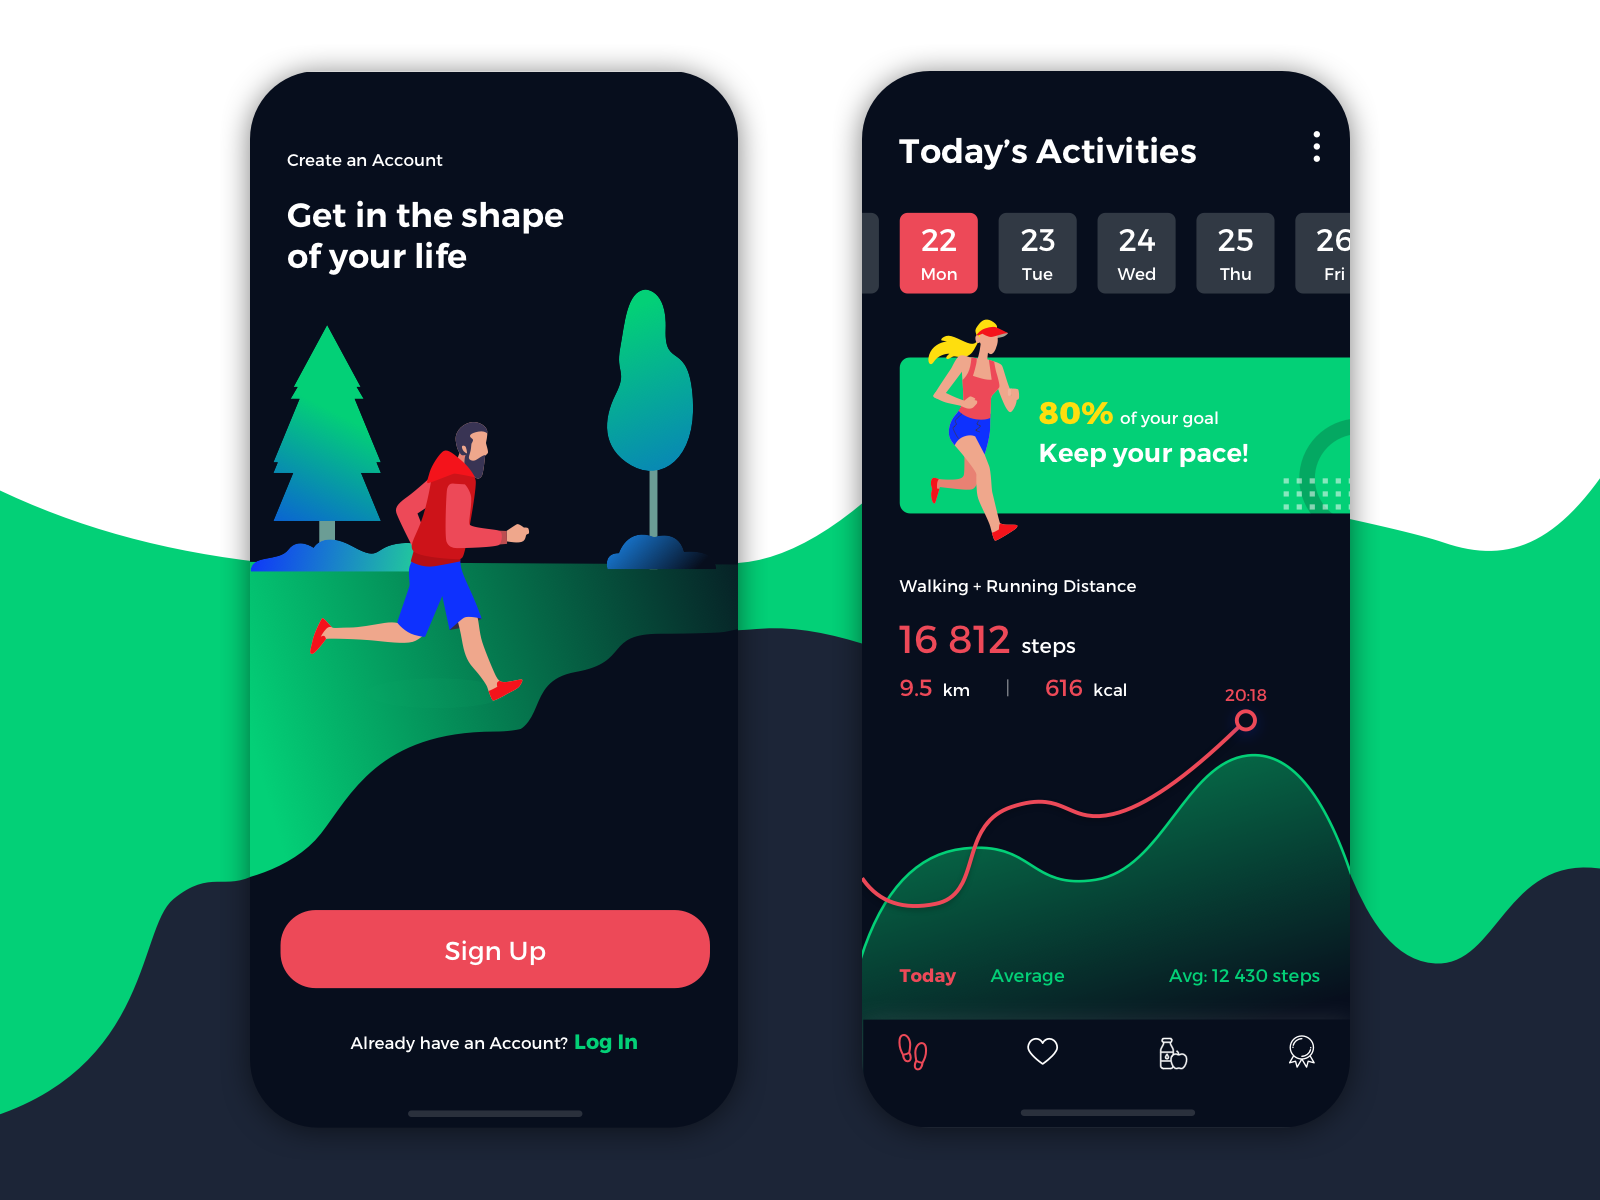 Create an Account
Get in the shape
of your life
Sign Up
Already have an Account? Log In
Today’s Activities
22 23 24 25 26
Mon Tue Wed Thu Fri
80% of your goal
Keep your pace!
Walking + Running Distance
16 812 steps
9.5 km | 616 kcal
20:18
Today Average Avg: 12 430 steps